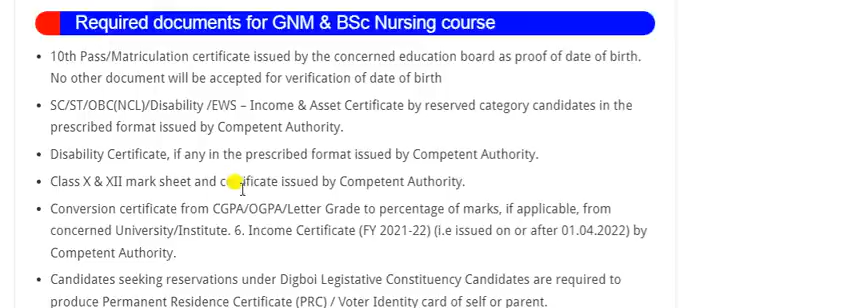 Required documents for GNM & BSc Nursing course
• 10th Pass/Matriculation certificate issued by the concerned education board as proof of date of birth.
No other document will be accepted for verification of date of birth
• SC/ST/OBC(NCL)/Disability /EWS – Income & Asset Certificate by reserved category candidates in the
prescribed format issued by Competent Authority.
• Disability Certificate, if any in the prescribed format issued by Competent Authority.
• Class X & XII mark sheet and certificate issued by Competent Authority.
• Conversion certificate from CGPA/OGPA/Letter Grade to percentage of marks, if applicable, from
concerned University/Institute. 6. Income Certificate (FY 2021-22) (i.e issued on or after 01.04.2022) by
Competent Authority.
• Candidates seeking reservations under Digboi Legistative Constituency Candidates are required to
produce Permanent Residence Certificate (PRC) / Voter Identity card of self or parent.